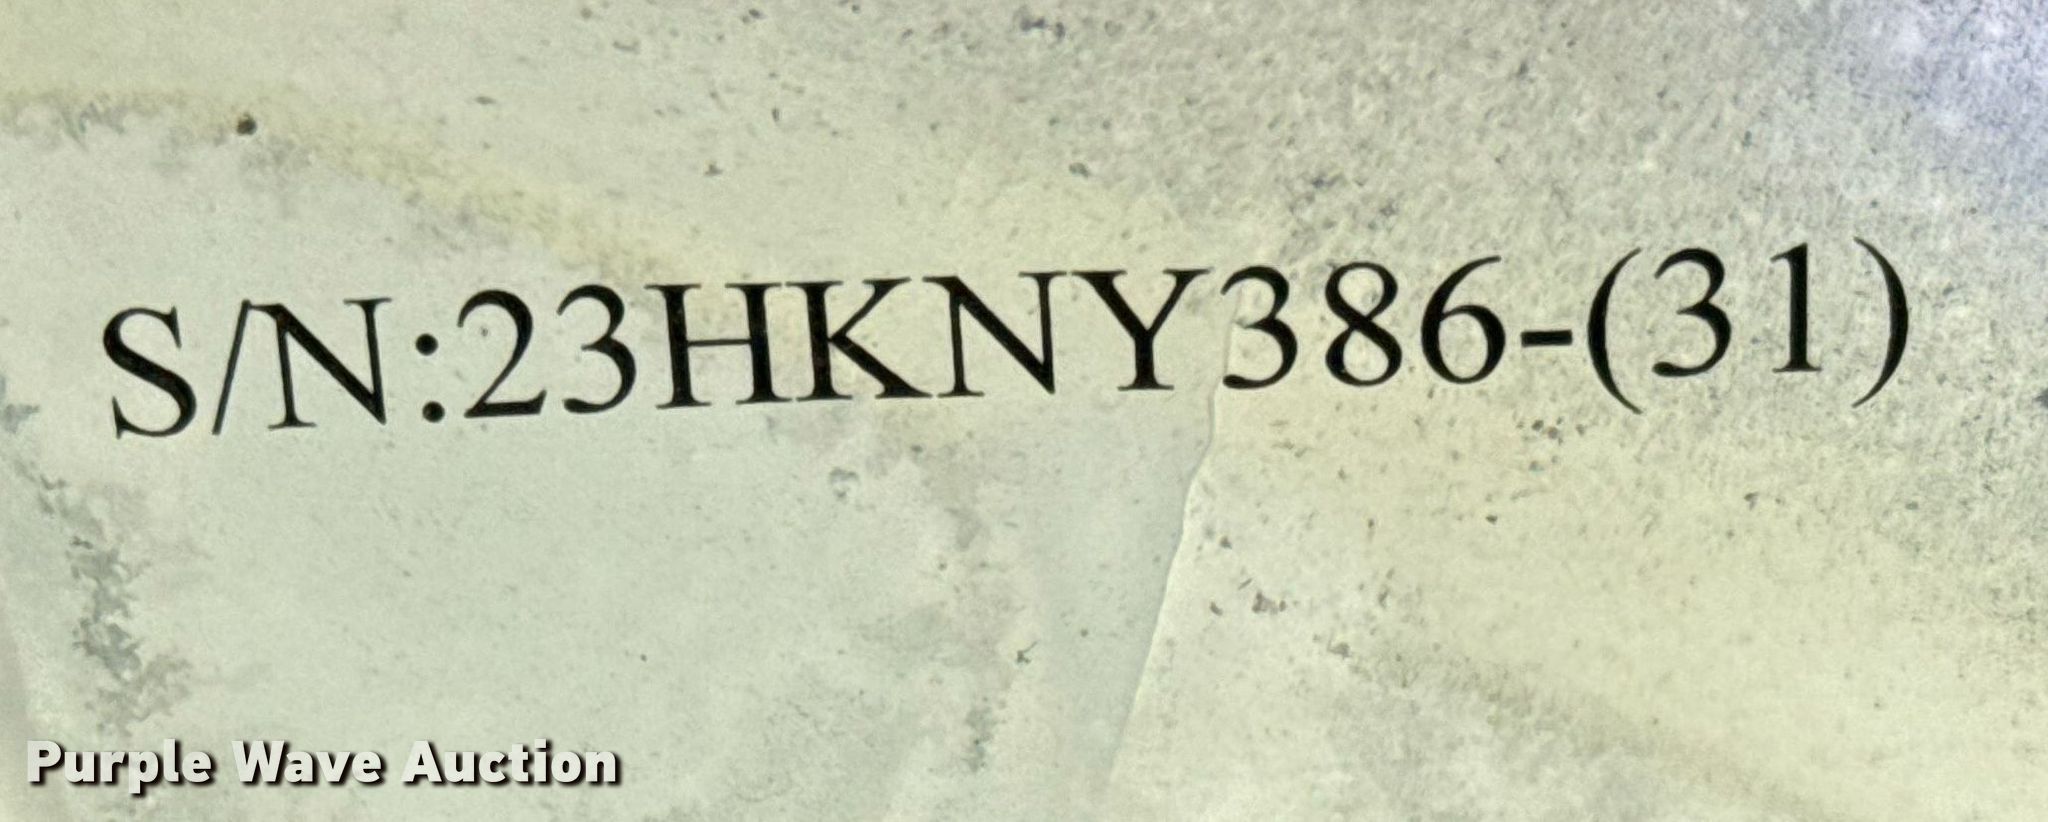 S/N:23HKNY386-(31)
Purple Wave Auction